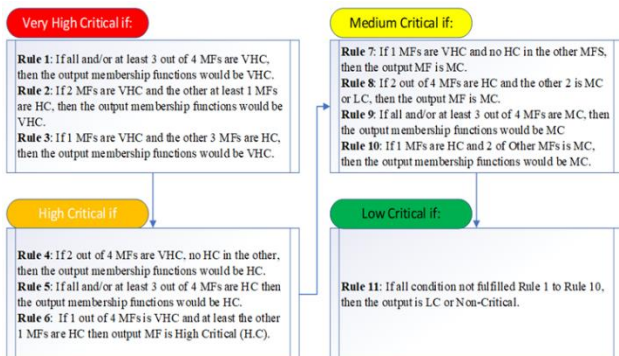 Very High Critical if:
Rule 1: If all and/or at least 3 out of 4 MFs are VHC,
then the output membership functions would be VHC.
Rule 2: If 2 MFs are VHC and the other at least 1 MFs
are HC, then the output membership functions would be
VHC.
Rule 3: If 1 MFs are VHC and the other 3 MFs are HC,
then the output membership functions would be VHC.
High Critical if
Rule 4: If 2 out of 4 MFs are VHC, no HC in the other,
then the output membership functions would be HC.
Rule 5: If all and/or at least 3 out of 4 MFs are HC then
the output membership functions would be HC.
Rule 6: If 1 out of 4 MFs is VHC and at least the other
1 MFs are HC then output MF is High Critical (H.C).
Medium Critical if:
Rule 7: If 1 MFs are VHC and no HC in the other MFS,
then the output MF is MC.
Rule 8: If 2 out of 4 MFs are HC and the other 2 is MC
or LC, then the output MF is MC.
Rule 9: If all and/or at least 3 out of 4 MFs are MC, then
the output membership functions would be MC
Rule 10: If 1 MFs are HC and 2 of Other MFs is MC,
then the output membership functions would be MC.
Low Critical if:
Rule 11: If all condition not fulfilled Rule 1 to Rule 10,
then the output is LC or Non-Critical.